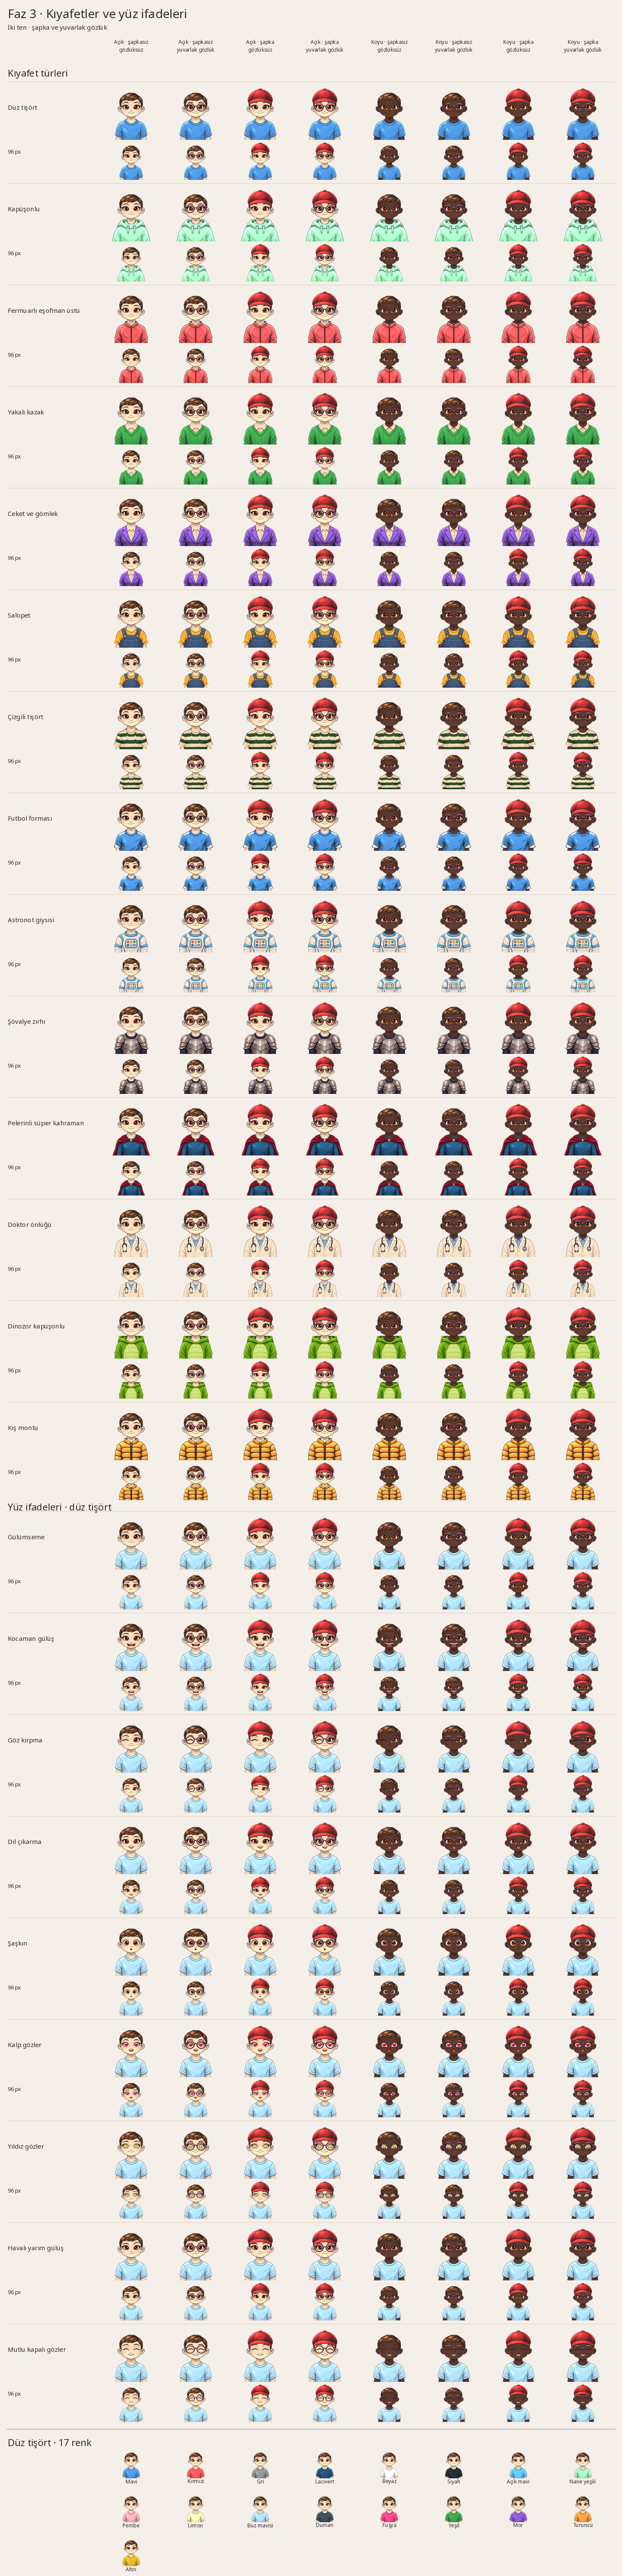 Faz 3 · Kıyafetler ve yüz ifadeleri
İki ten · şapka ve yuvarlak gözlük
Açık · şapkasız gözlüksüz
Açık · şapkasız yuvarlak gözlük
Açık · şapka gözlüksüz
Açık · şapka yuvarlak gözlük
Koyu · şapkasız gözlüksüz
Koyu · şapkasız yuvarlak gözlük
Koyu · şapka gözlüksüz
Koyu · şapka yuvarlak gözlük
Kıyafet türleri
Düz tişört
96 px
Kapüşonlu
96 px
Fermuarlı eşofman üstü
96 px
Yakalı kazak
96 px
Ceket ve gömlek
96 px
Salopet
96 px
Çizgili tişört
96 px
Futbol forması
96 px
Astronot giysisi
96 px
Şövalye zırhı
96 px
Pelerinli süper kahraman
96 px
Doktor önlüğü
96 px
Dinozor kapüşonlu
96 px
Kış montu
96 px
Yüz ifadeleri · düz tişört
Gülümseme
96 px
Kocaman gülüş
96 px
Göz kırpma
96 px
Dil çıkarma
96 px
Şaşkın
96 px
Kalp gözler
96 px
Yıldız gözler
96 px
Havalı yarım gülüş
96 px
Mutlu kapalı gözler
96 px
Düz tişört · 17 renk
Mavi Kırmızı Gri Lacivert Beyaz Siyah Açık mavi Nane yeşili
Pembe Limon Buz mavisi Duman Fuşya Yeşil Mor Turuncu
Altın